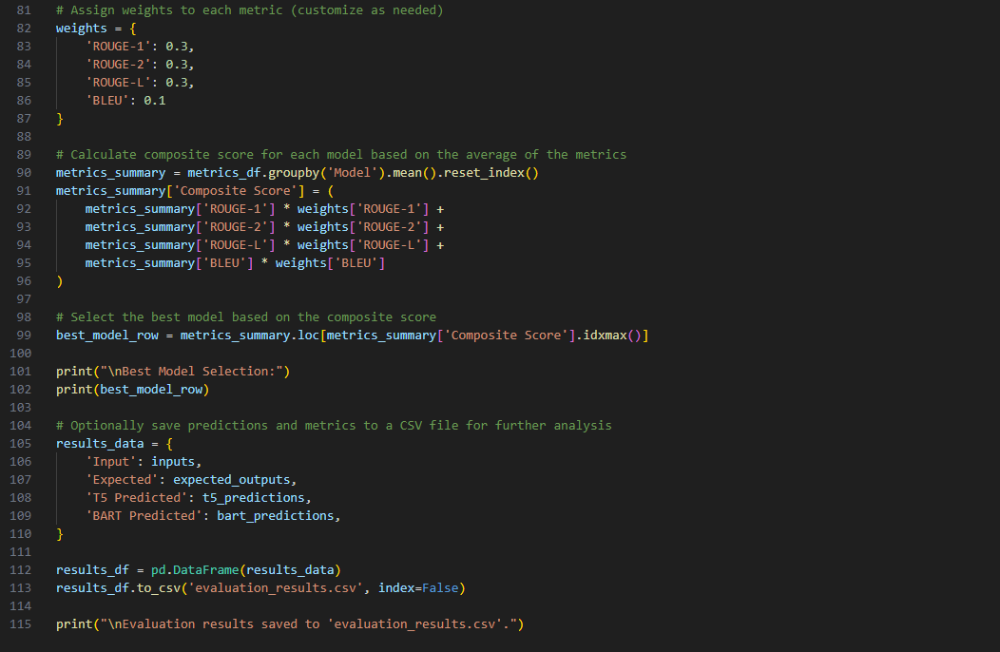 81 # Assign weights to each metric (customize as needed)
82 weights = {
83     'ROUGE-1': 0.3,
84     'ROUGE-2': 0.3,
85     'ROUGE-L': 0.3,
86     'BLEU': 0.1
87 }
88
89 # Calculate composite score for each model based on the average of the metrics
90 metrics_summary = metrics_df.groupby('Model').mean().reset_index()
91 metrics_summary['Composite Score'] = (
92     metrics_summary['ROUGE-1'] * weights['ROUGE-1'] +
93     metrics_summary['ROUGE-2'] * weights['ROUGE-2'] +
94     metrics_summary['ROUGE-L'] * weights['ROUGE-L'] +
95     metrics_summary['BLEU'] * weights['BLEU']
96 )
97
98 # Select the best model based on the composite score
99 best_model_row = metrics_summary.loc[metrics_summary['Composite Score'].idxmax()]
100
101 print("\nBest Model Selection:")
102 print(best_model_row)
103
104 # Optionally save predictions and metrics to a CSV file for further analysis
105 results_data = {
106     'Input': inputs,
107     'Expected': expected_outputs,
108     'T5 Predicted': t5_predictions,
109     'BART Predicted': bart_predictions,
110 }
111
112 results_df = pd.DataFrame(results_data)
113 results_df.to_csv('evaluation_results.csv', index=False)
114
115 print("\nEvaluation results saved to 'evaluation_results.csv'.")